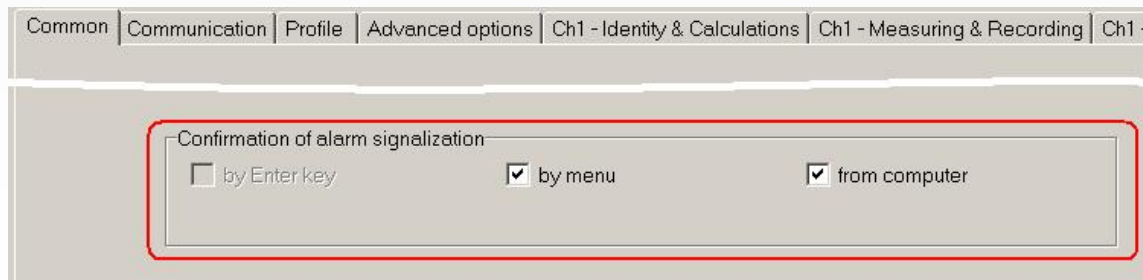 Common Communication Profile Advanced options Ch1 - Identity & Calculations Ch1 - Measuring & Recording Ch1 -
Confirmation of alarm signalization
by Enter key by menu from computer